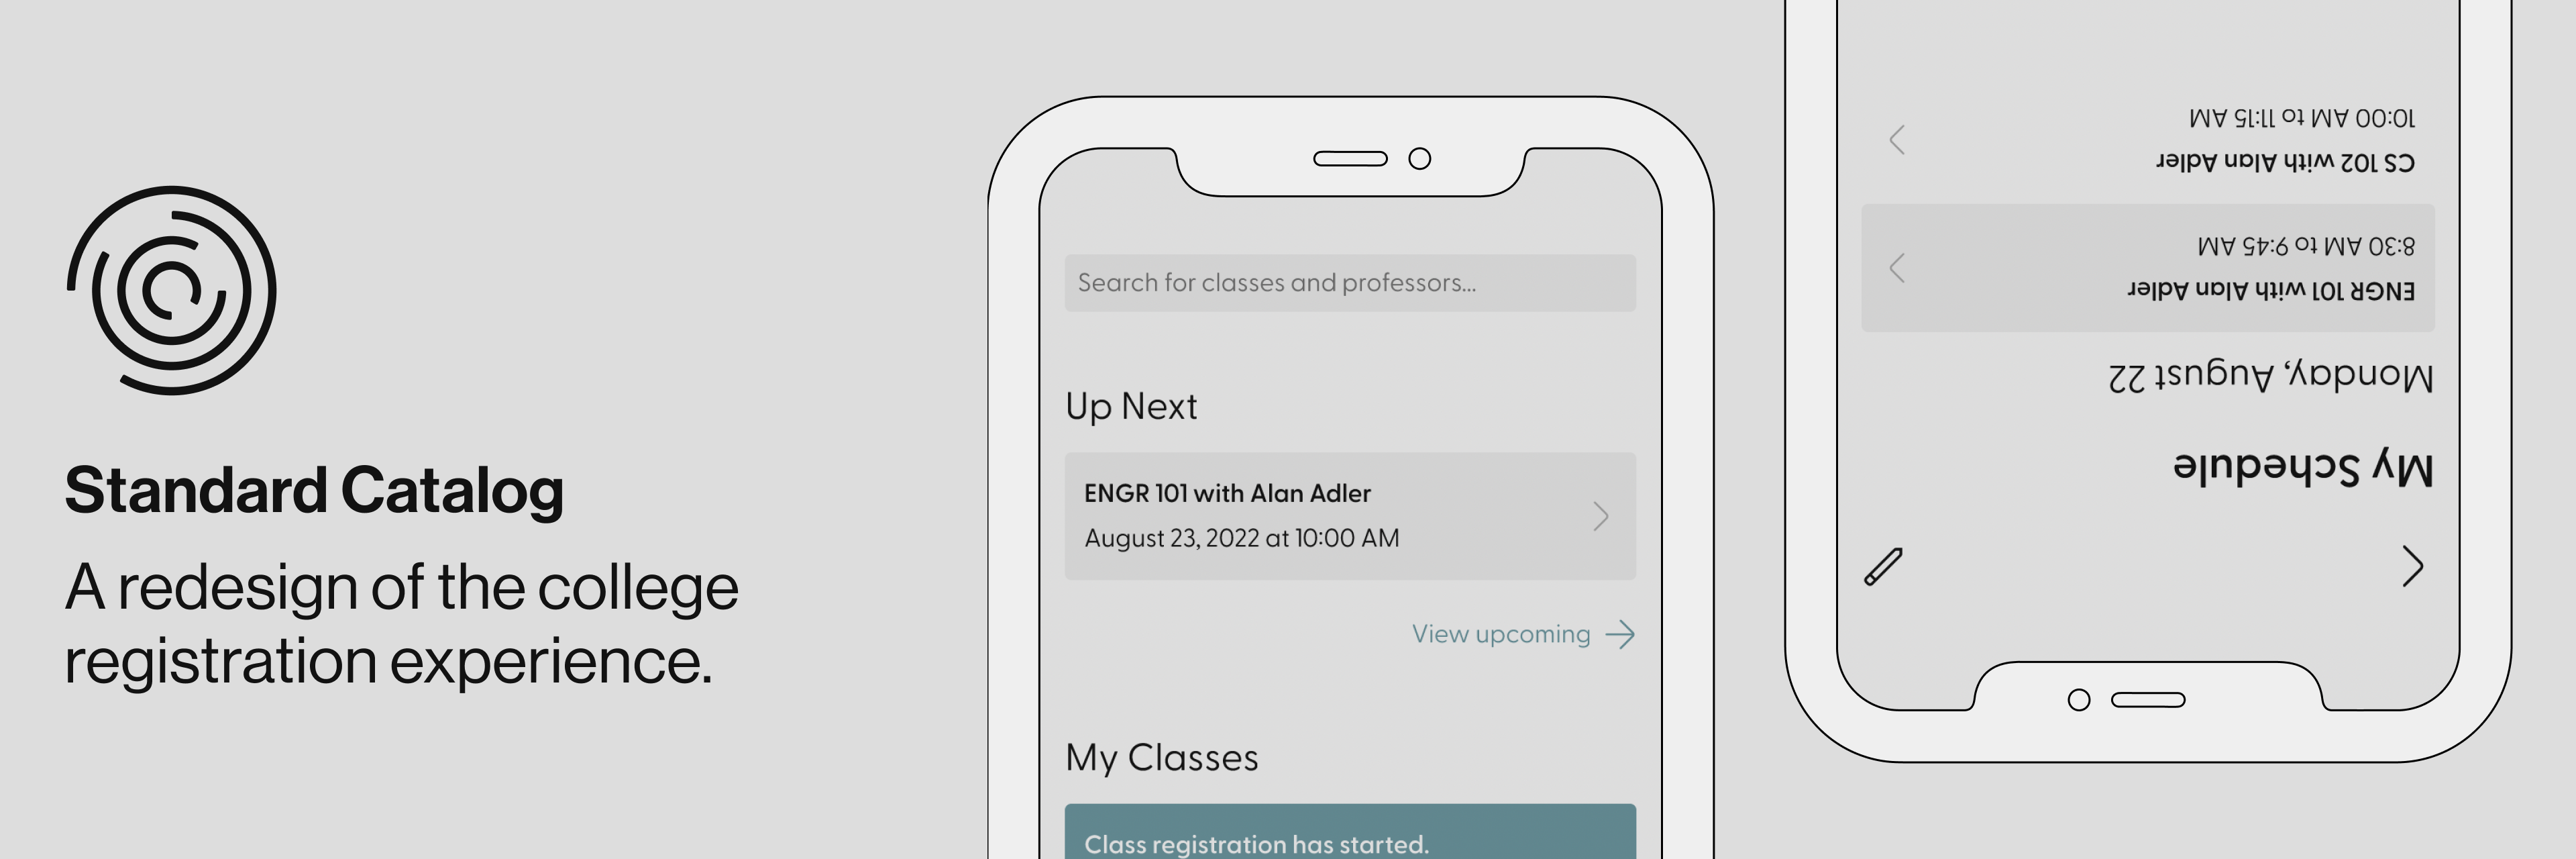 Standard Catalog
A redesign of the college
registration experience.
Search for classes and professors...
Up Next
ENGR 101 with Alan Adler
August 23, 2022 at 10:00 AM
View upcoming
My Classes
Class registration has started.
My Schedule
Monday, August 22
ENGR 101 with Alan Adler
8:30 AM to 9:45 AM
CS 102 with Alan Adler
10:00 AM to 11:15 AM